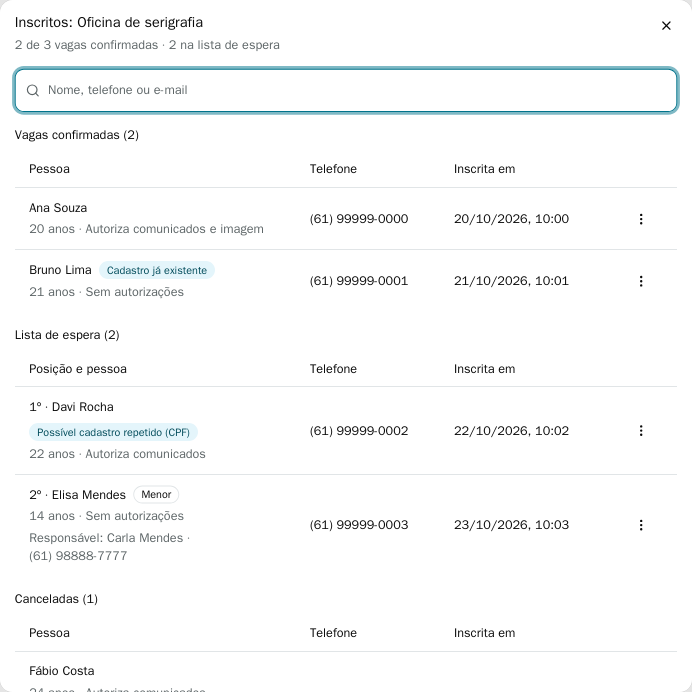 Inscritos: Oficina de serigrafia
2 de 3 vagas confirmadas · 2 na lista de espera
Nome, telefone ou e-mail
Vagas confirmadas (2)
Pessoa Telefone Inscrita em
Ana Souza
20 anos · Autoriza comunicados e imagem
(61) 99999-0000 20/10/2026, 10:00
Bruno Lima Cadastro já existente
21 anos · Sem autorizações
(61) 99999-0001 21/10/2026, 10:01
Lista de espera (2)
Posição e pessoa Telefone Inscrita em
1º · Davi Rocha
Possível cadastro repetido (CPF)
22 anos · Autoriza comunicados
(61) 99999-0002 22/10/2026, 10:02
2º · Elisa Mendes Menor
14 anos · Sem autorizações
Responsável: Carla Mendes ·
(61) 98888-7777
(61) 99999-0003 23/10/2026, 10:03
Canceladas (1)
Pessoa Telefone Inscrita em
Fábio Costa
24 anos · Autoriza comunicados